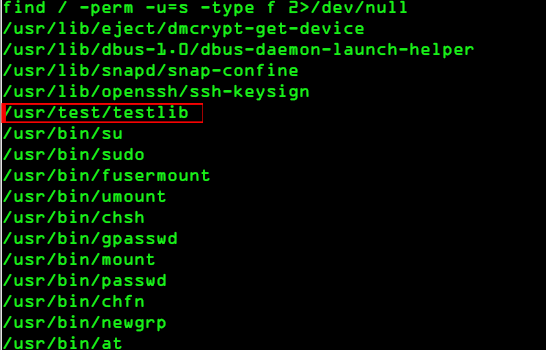 find / -perm -u=s -type f 2>/dev/null
/usr/lib/eject/dmcrypt-get-device
/usr/lib/dbus-1.0/dbus-daemon-launch-helper
/usr/lib/snapd/snap-confine
/usr/lib/openssh/ssh-keysign
/usr/test/testlib
/usr/bin/su
/usr/bin/sudo
/usr/bin/fusermount
/usr/bin/umount
/usr/bin/chsh
/usr/bin/gpasswd
/usr/bin/mount
/usr/bin/passwd
/usr/bin/chfn
/usr/bin/newgrp
/usr/bin/at